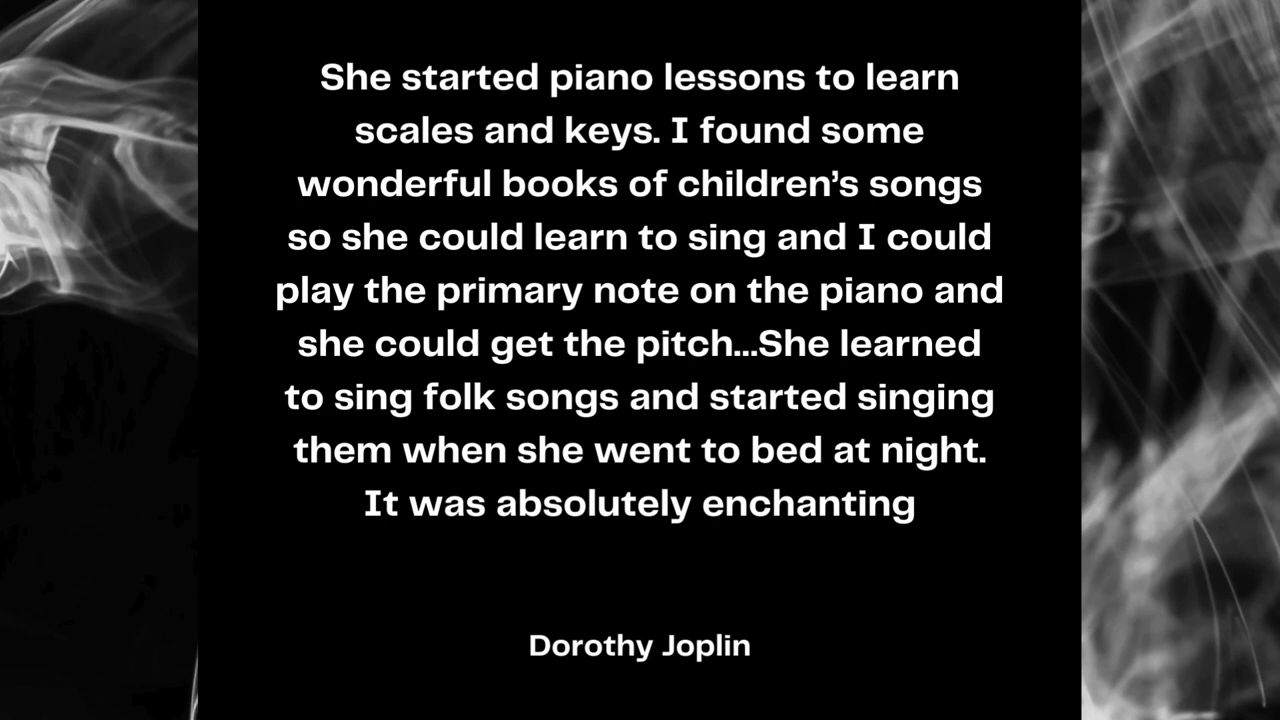 She started piano lessons to learn
scales and keys. I found some
wonderful books of children’s songs
so she could learn to sing and I could
play the primary note on the piano and
she could get the pitch...She learned
to sing folk songs and started singing
them when she went to bed at night.
It was absolutely enchanting
Dorothy Joplin